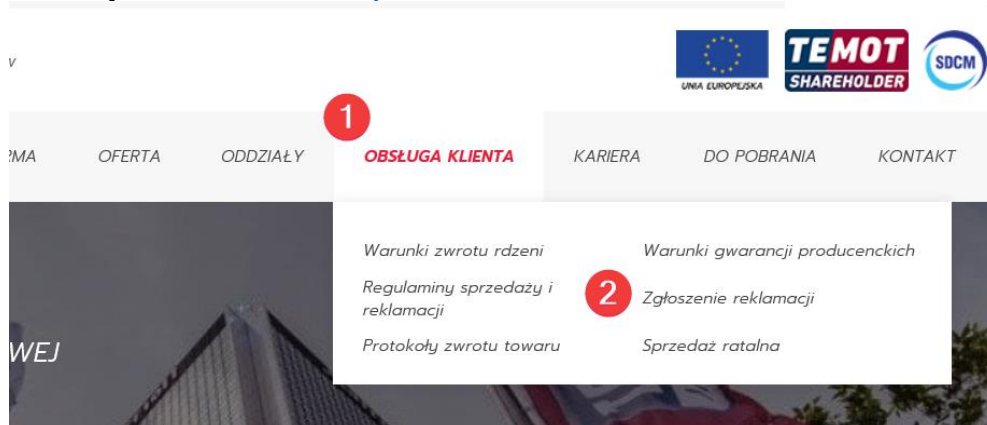 UNIA EUROPEJSKA
TEMOT
SHAREHOLDER
SDCM
1
OFERTA ODDZIAŁY OBSŁUGA KLIENTA KARIERA DO POBRANIA KONTAKT
Warunki zwrotu rdzeni
Regulaminy sprzedaży i
reklamacji
Protokoły zwrotu towaru
Warunki gwarancji producenckich
2 Zgłoszenie reklamacji
Sprzedaż ratalna
WEJ